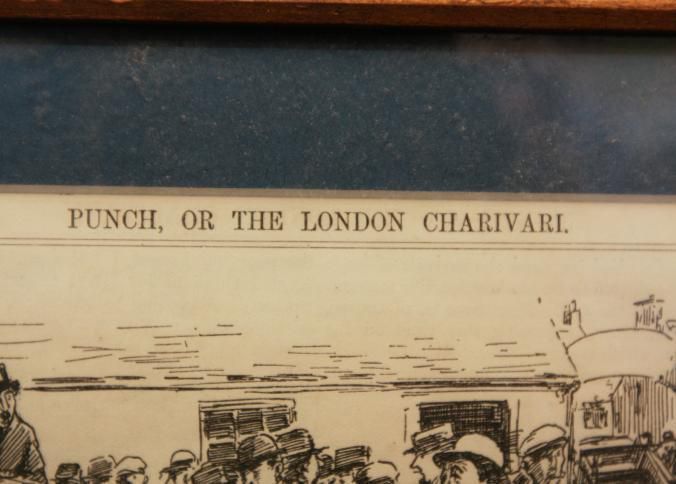 PUNCH, OR THE LONDON CHARIVARI.